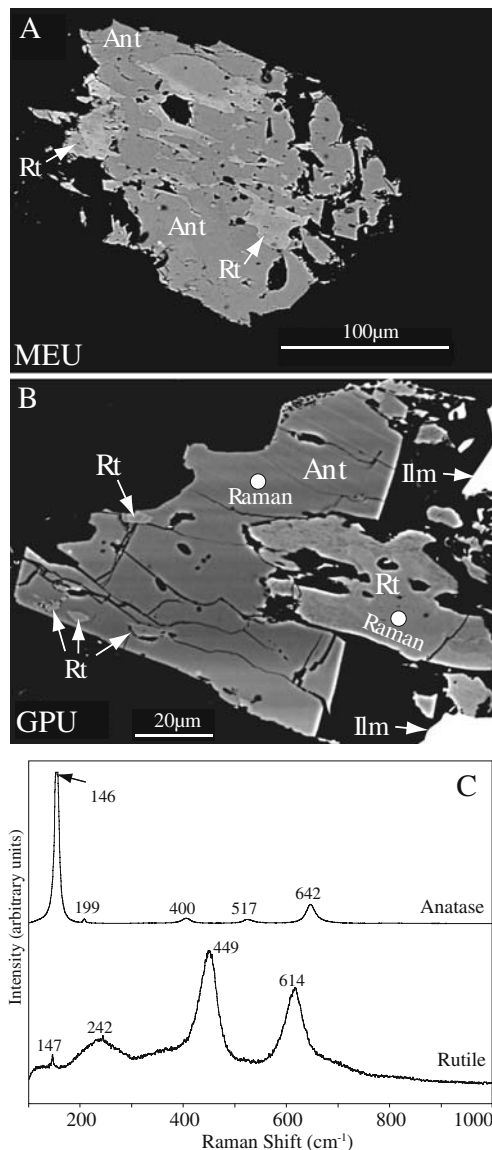 A
Ant
Rt
Ant
Rt
100μm
MEU
B
Rt
Ant
Ilm
Raman
Rt
Raman
Rt
Ilm
GPU
20μm
C
146
199
400
517
642
Anatase
449
614
242
147
Rutile
Intensity (arbitrary units)
200
400
600
800
1000
Raman Shift (cm⁻¹)